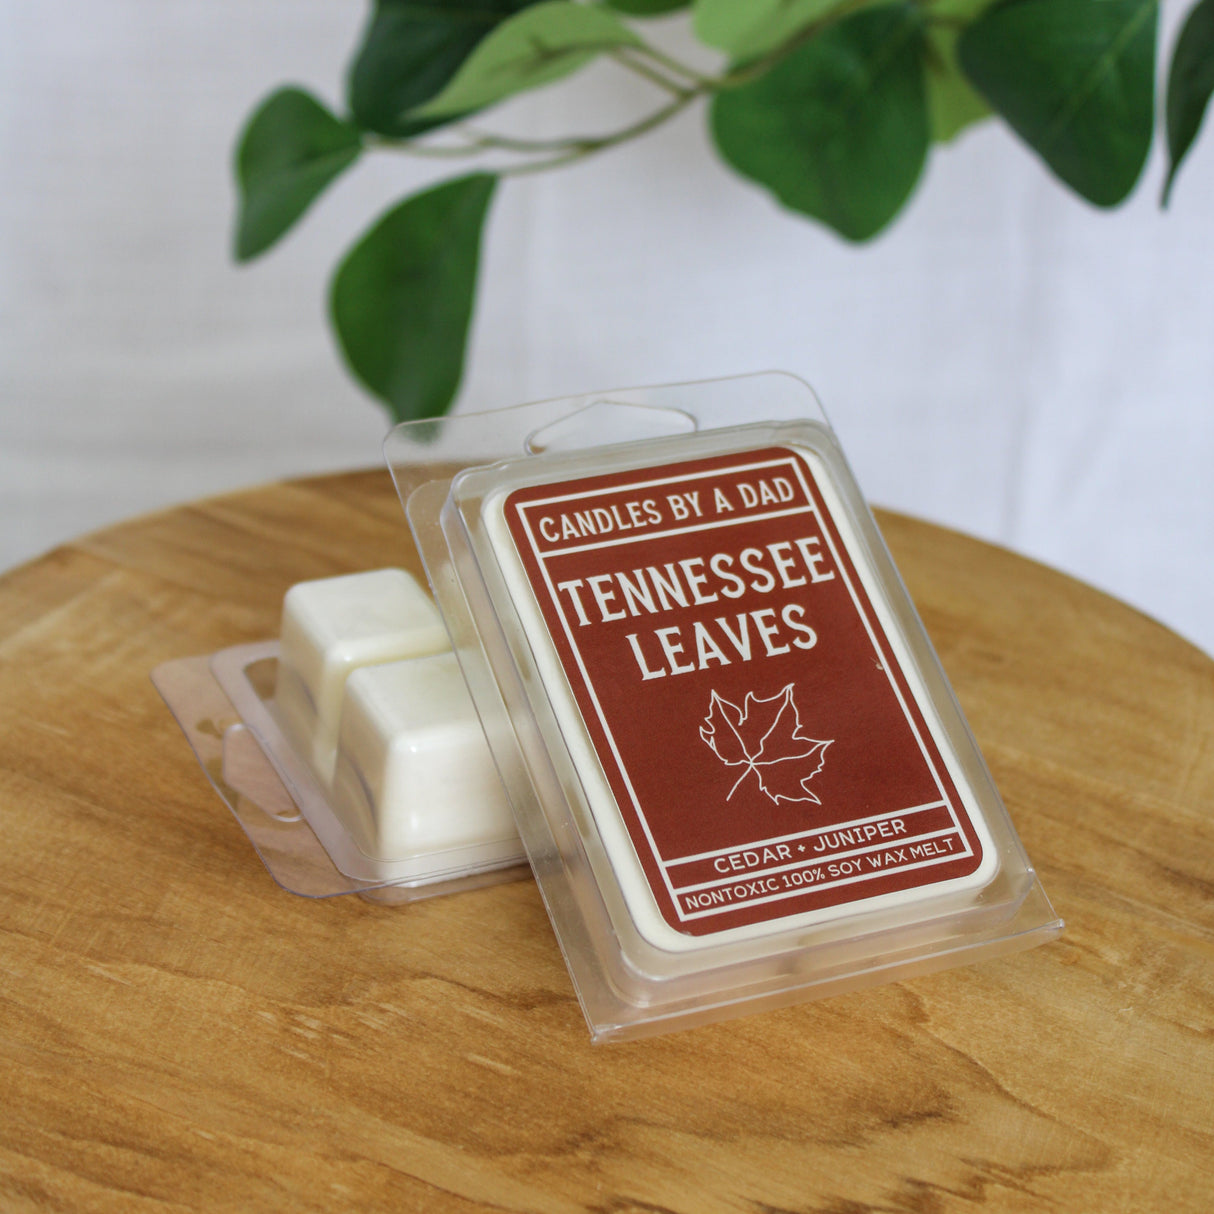 CANDLES BY A DAD
TENNESSEE
LEAVES
CEDAR + JUNIPER
NONTOXIC 100% SOY WAX MELT